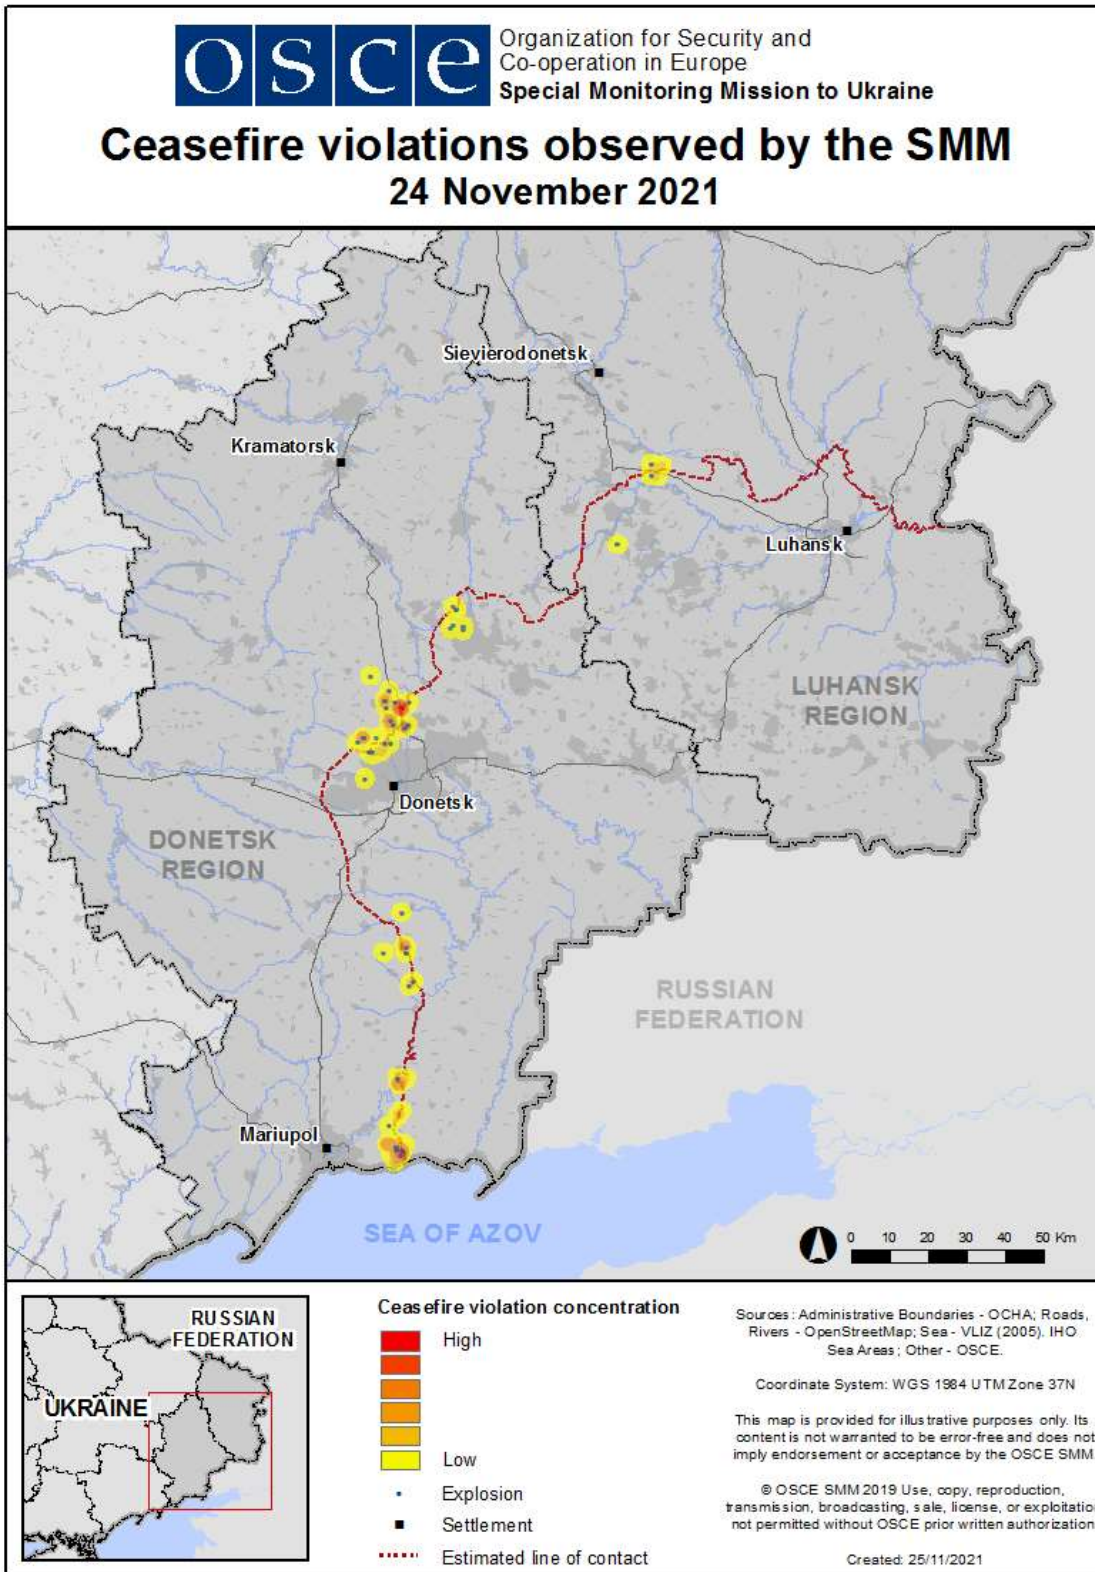 osce
Organization for Security and
Co-operation in Europe
Special Monitoring Mission to Ukraine
Ceasefire violations observed by the SMM
24 November 2021
Sievierodonetsk
Kramatorsk
Luhansk
LUHANSK
REGION
Donetsk
DONETSK
REGION
RUSSIAN
FEDERATION
Mariupol
SEA OF AZOV
0 10 20 30 40 50 Km
RUSSIAN
FEDERATION
UKRAINE
Ceasefire violation concentration
High
Low
Explosion
Settlement
Estimated line of contact
Sources: Administrative Boundaries - OCHA; Roads,
Rivers - OpenStreetMap; Sea - VLIZ (2005). IHO
Sea Areas; Other - OSCE.
Coordinate System: WGS 1984 UTM Zone 37N
This map is provided for illustrative purposes only. Its
content is not warranted to be error-free and does not
imply endorsement or acceptance by the OSCE SMM
© OSCE SMM 2019 Use, copy, reproduction,
transmission, broadcasting, sale, license, or exploitatio
not permitted without OSCE prior written authorization
Created: 25/11/2021